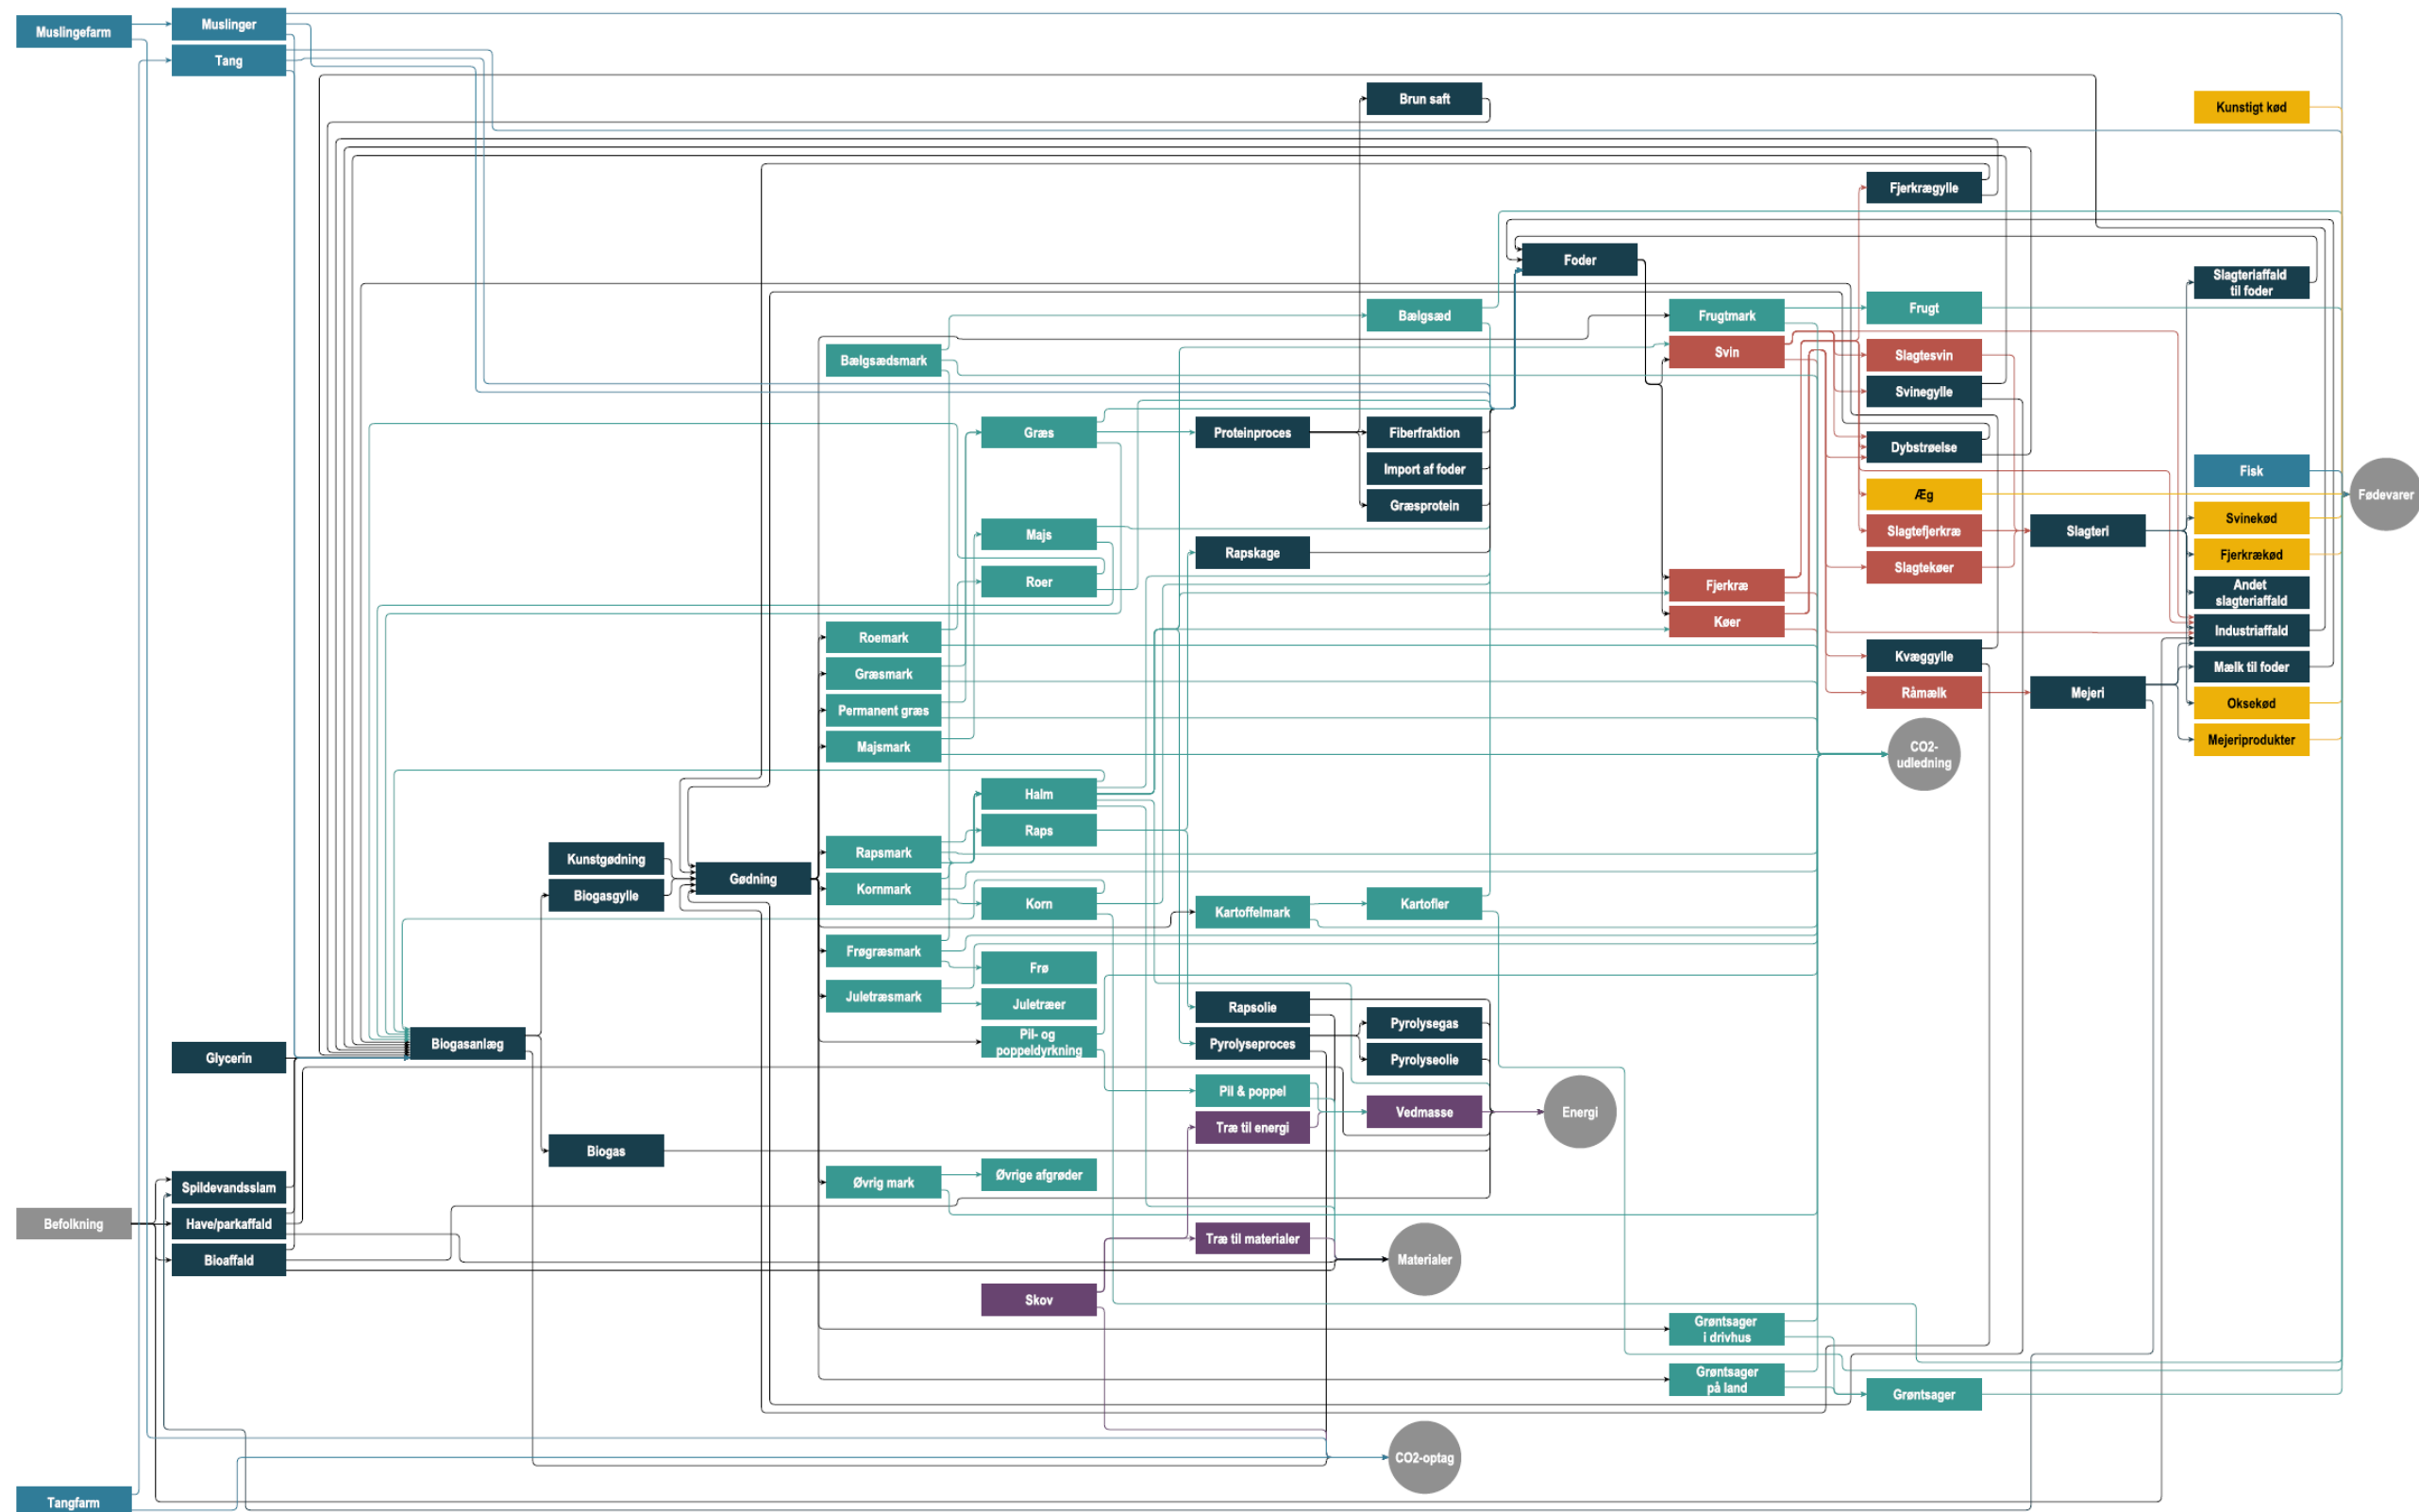 Muslingefarm
Muslinger
Tang
Brun saft
Kunstigt kød
Fjerkrægylle
Foder
Slagteriaffald
til foder
Bælgsæd
Frugtmark
Frugt
Bælgsædsmark
Svin
Slagtesvin
Svinegylle
Græs
Proteinproces
Fiberfraktion
Dybstrøelse
Import af foder
Fisk
Græsprotein
Æg
Fødevarer
Majs
Rapskage
Slagtefjerkræ
Slagteri
Svinekød
Fjerkrækød
Roer
Fjerkræ
Slagtekøer
Andet
slagteriaffald
Roemark
Køer
Industriaffald
Græsmark
Kvæggylle
Mælk til foder
Permanent græs
Råmælk
Mejeri
Oksekød
Majsmark
Mejeriprodukter
CO2-
udledning
Halm
Raps
Rapsmark
Kunstgødning
Gødning
Kornmark
Biogasgylle
Korn
Kartoffelmark
Kartofler
Frøgræsmark
Frø
Juletræsmark
Juletræer
Rapsolie
Pyrolysegas
Pil- og
poppeldyrkning
Biogasanlæg
Pyrolyseproces
Pyrolyseolie
Glycerin
Pil & poppel
Vedmasse
Energi
Træ til energi
Biogas
Spildevandsslam
Øvrig mark
Øvrige afgrøder
Befolkning
Have/parkaffald
Bioaffald
Træ til materialer
Materialer
Skov
Grøntsager
i drivhus
Grøntsager
på land
Grøntsager
CO2-optag
Tangfarm